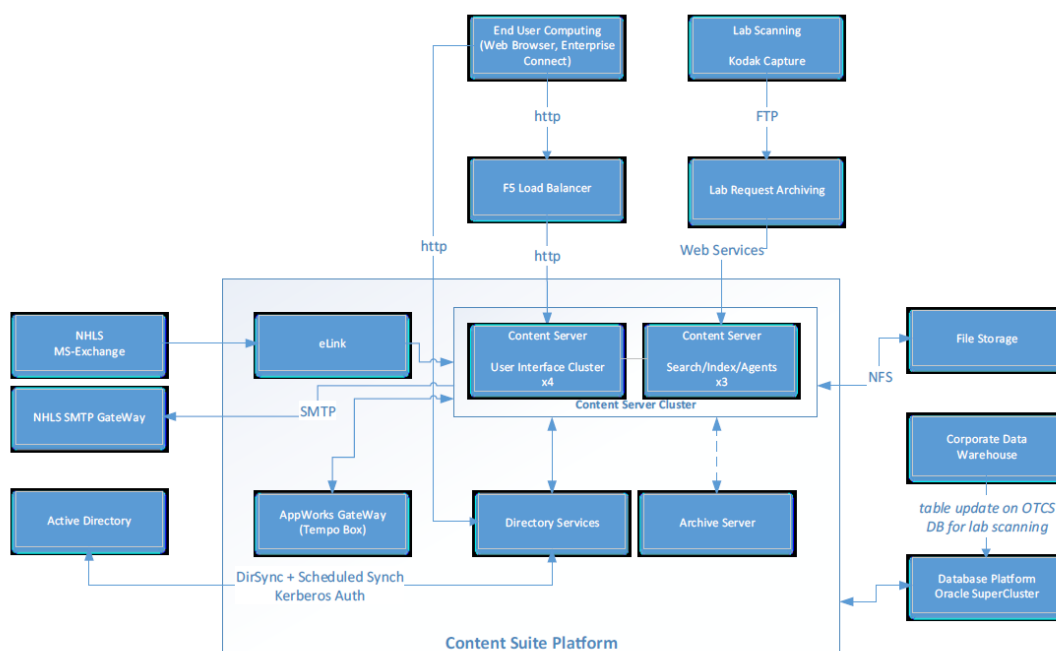 End User Computing
(Web Browser, Enterprise
Connect)
Lab Scanning
Kodak Capture
http
FTP
F5 Load Balancer
Lab Request Archiving
http
http
Web Services
NHLS
MS-Exchange
eLink
Content Server
User Interface Cluster
x4
Content Server
Search/Index/Agents
x3
Content Server Cluster
File Storage
NFS
NHLS SMTP GateWay
SMTP
Corporate Data
Warehouse
Active Directory
AppWorks GateWay
(Tempo Box)
Directory Services
Archive Server
table update on OTCS
DB for lab scanning
DirSync + Scheduled Synch
Kerberos Auth
Database Platform
Oracle SuperCluster
Content Suite Platform